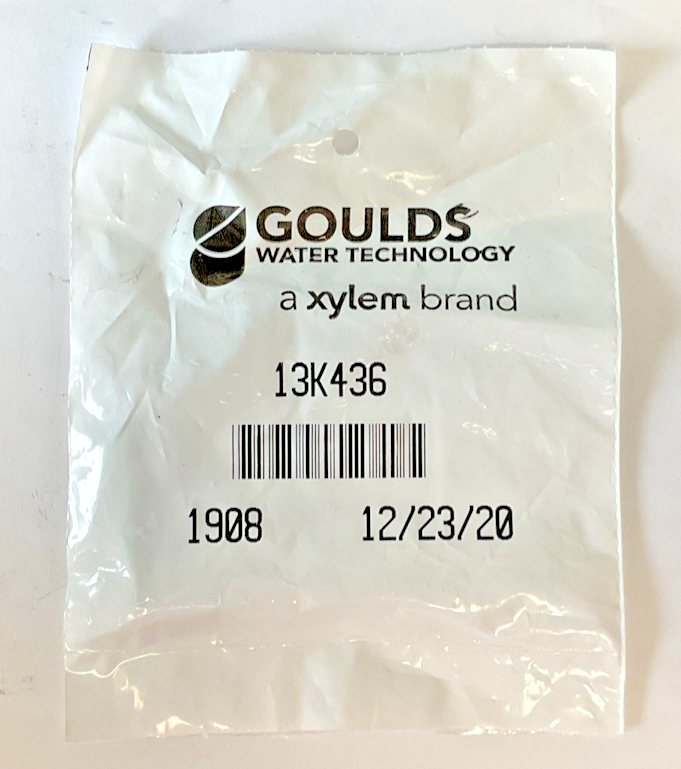 GOULDS
WATER TECHNOLOGY
a xylem brand
13K436
1908 12/23/20